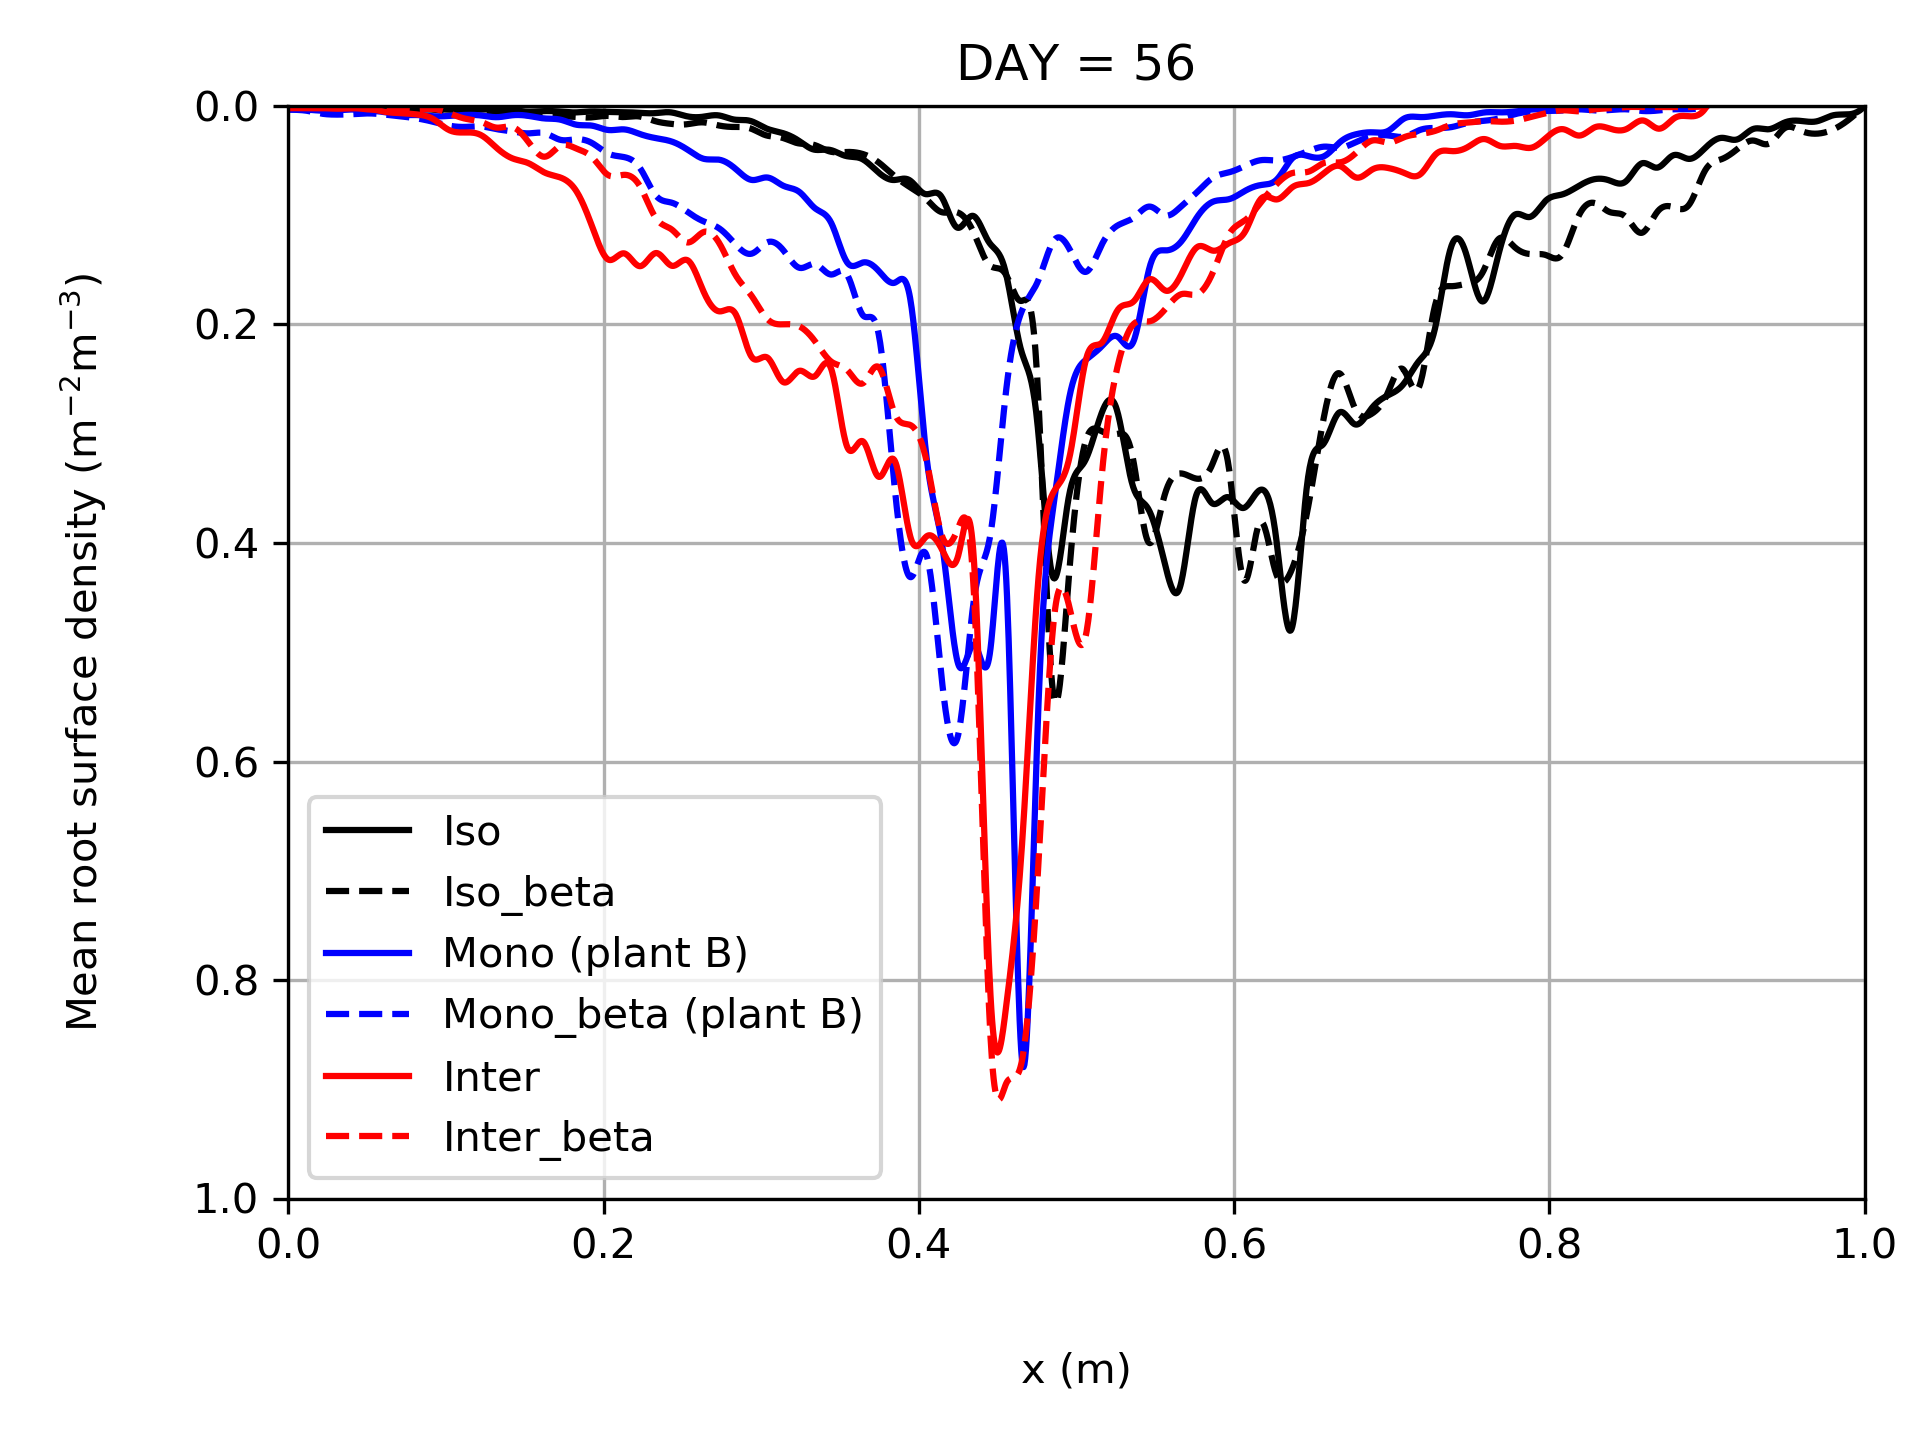 DAY = 56
Mean root surface density (m⁻²m⁻³)
0.0
0.2
0.4
0.6
0.8
1.0
Iso
Iso_beta
Mono (plant B)
Mono_beta (plant B)
Inter
Inter_beta
0.0 0.2 0.4 0.6 0.8 1.0
x (m)